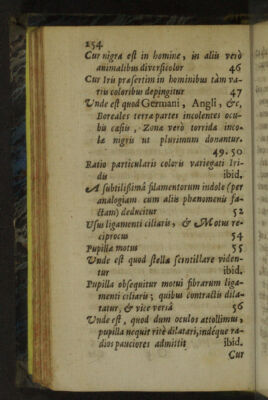 254
Cur nigra est in homine, in aliis verò
animalibus diversicolor 46
Cur Iris præsertim in hominibus tàm va-
riis coloribus depingitur 47
Unde est quod Germani, Angli, &c,
Boreales terræ partes incolentes ocu-
lis cæsiis, Zonæ verò torridæ inco-
læ nigris ut plurimum donantur.
49. 50
Ratio particularis coloris variegati Iri-
dis ibid.
A subtilissimâ filamentorum indole (per
analogiam cum aliis phænomenis fa-
ctam) deducitur 52
Usus ligamenti ciliaris, & Motus re-
ciprocus 54
Pupillæ motus 55
Unde est quod stellæ scintillare viden-
tur ibid.
Pupilla obsequitur motui fibrarum liga-
menti ciliaris; quibus contractis dila-
tatur, & vice versâ 56
Unde est, quod dum oculos attollimus,
pupilla nequit ritè dilatari, indéque ra-
dios pauciores admittit ibid.
Cur